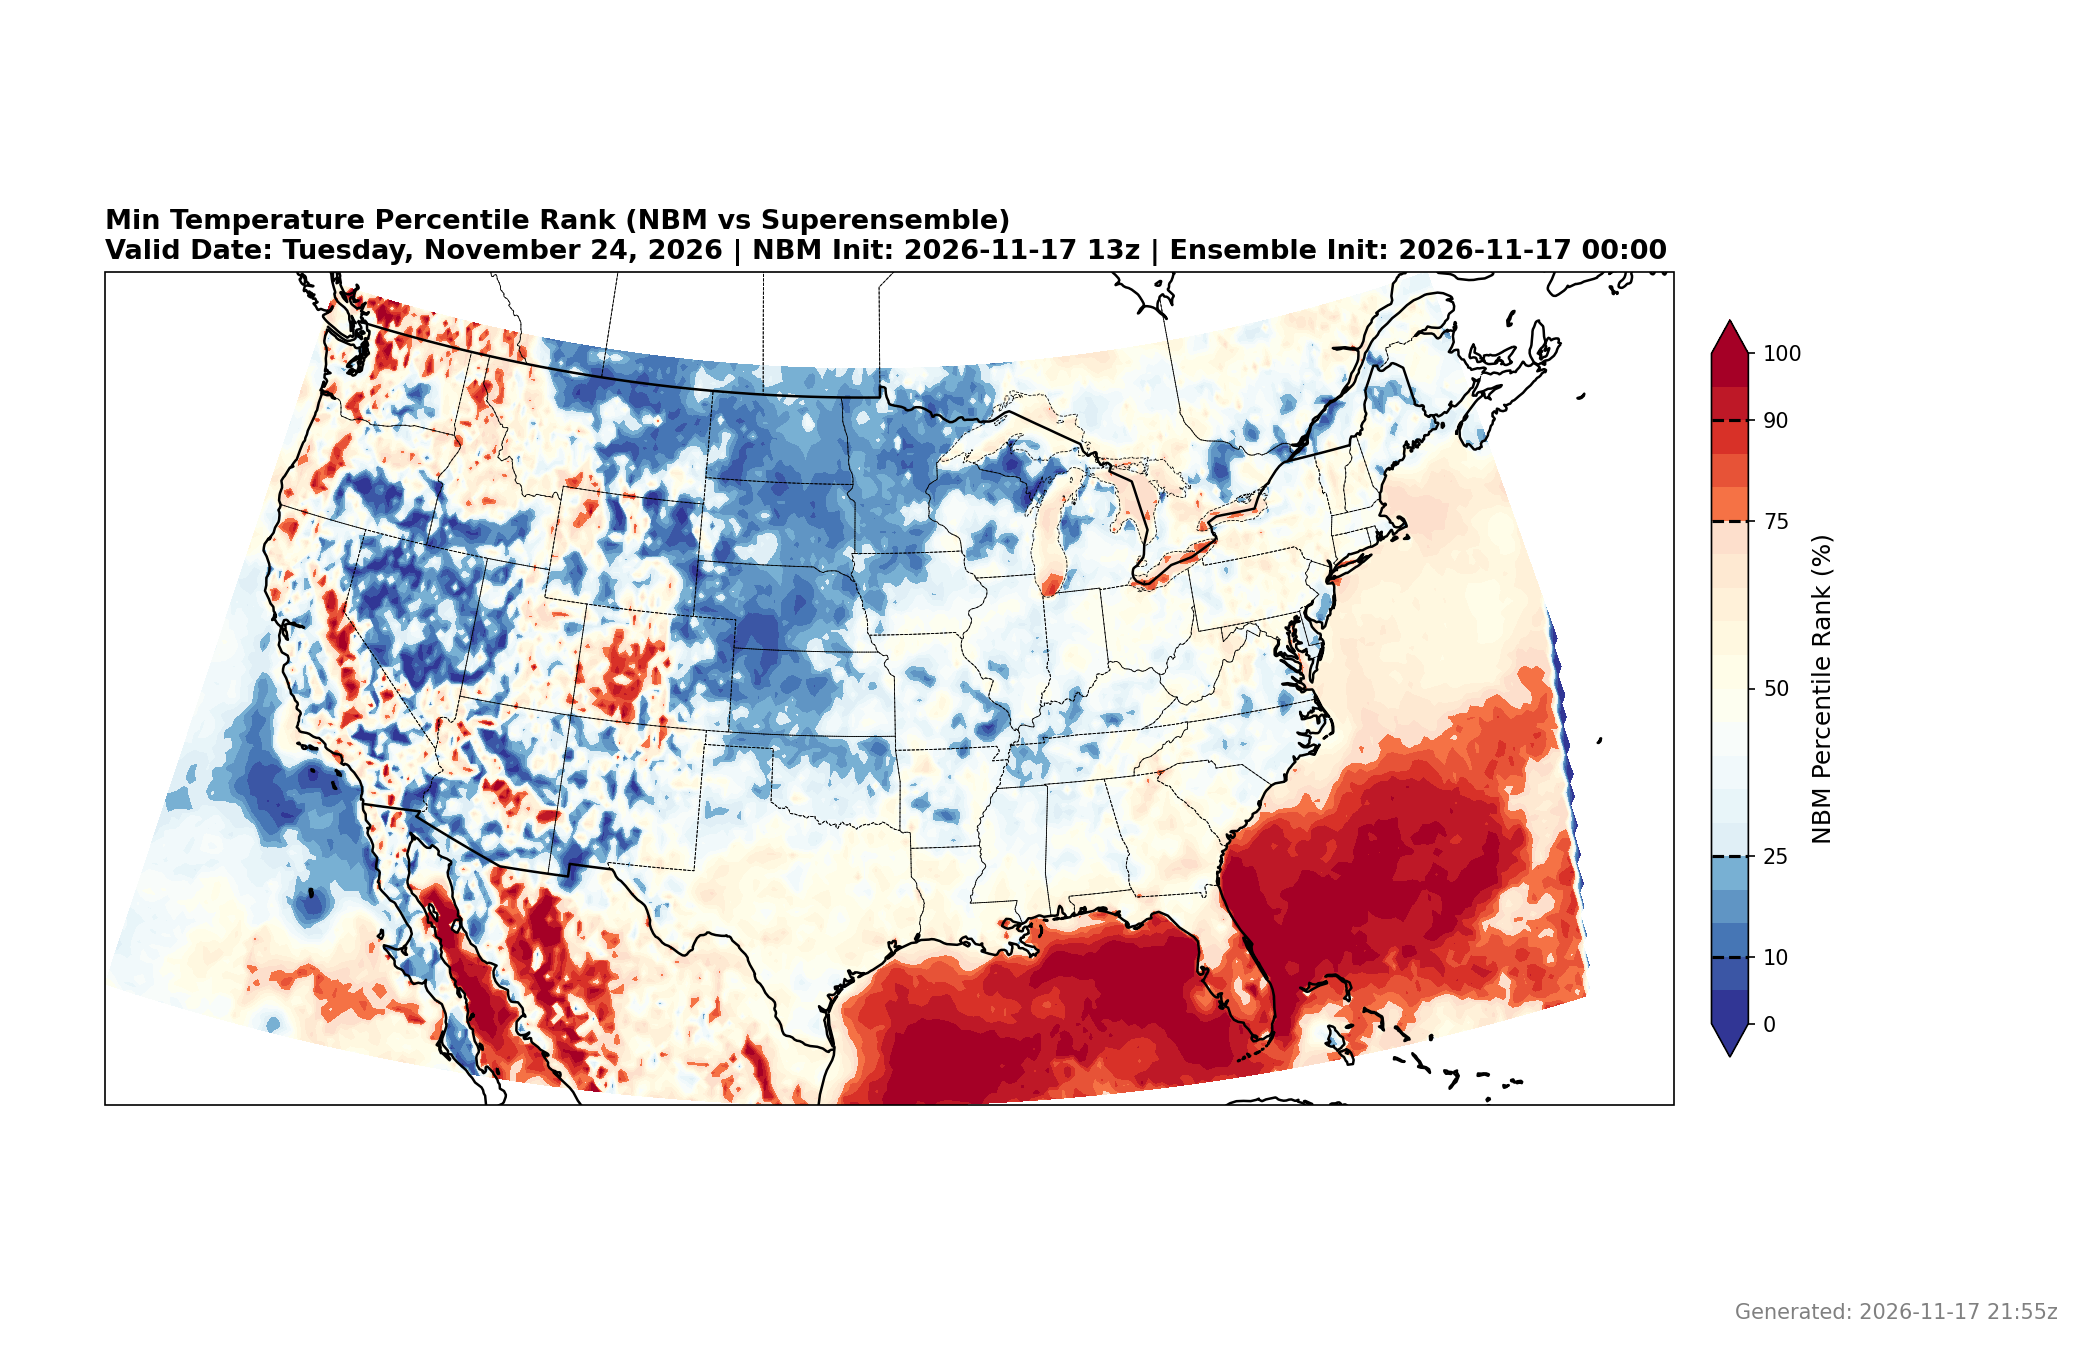 Min Temperature Percentile Rank (NBM vs Superensemble)
Valid Date: Tuesday, November 24, 2026 | NBM Init: 2026-11-17 13z | Ensemble Init: 2026-11-17 00:00
100
90
75
50
25
10
0
NBM Percentile Rank (%)
Generated: 2026-11-17 21:55z